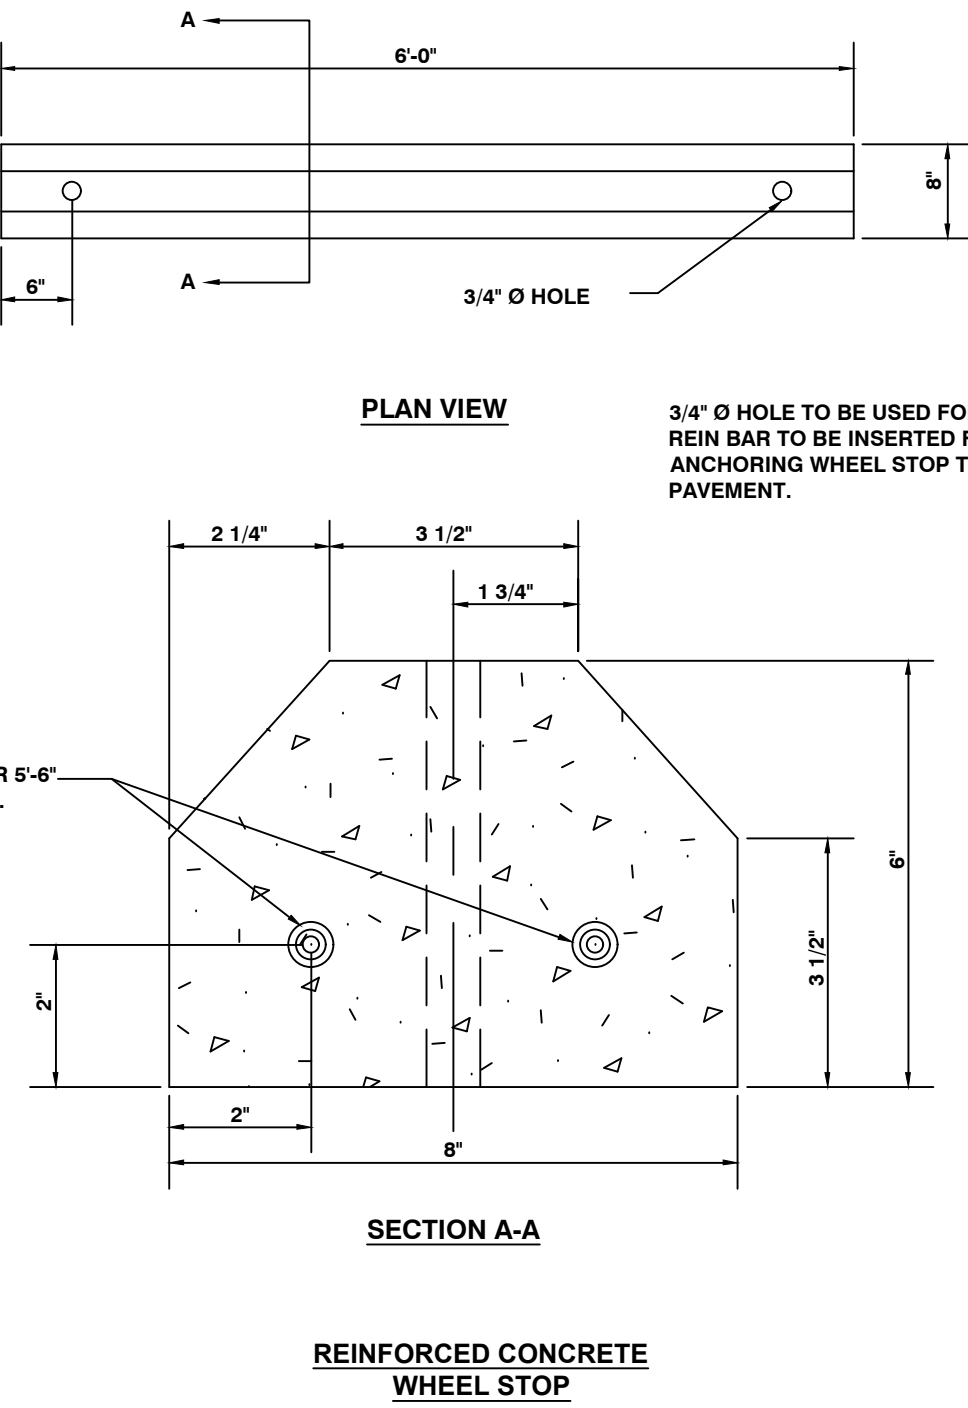 A
6'-0"
8"
6"
A
3/4" Ø HOLE
PLAN VIEW
3/4" Ø HOLE TO BE USED
REIN BAR TO BE INSERTED
ANCHORING WHEEL STOP
PAVEMENT.
2 1/4"
3 1/2"
1 3/4"
5'-6"
6"
3 1/2"
2"
2"
8"
SECTION A-A
REINFORCED CONCRETE
WHEEL STOP